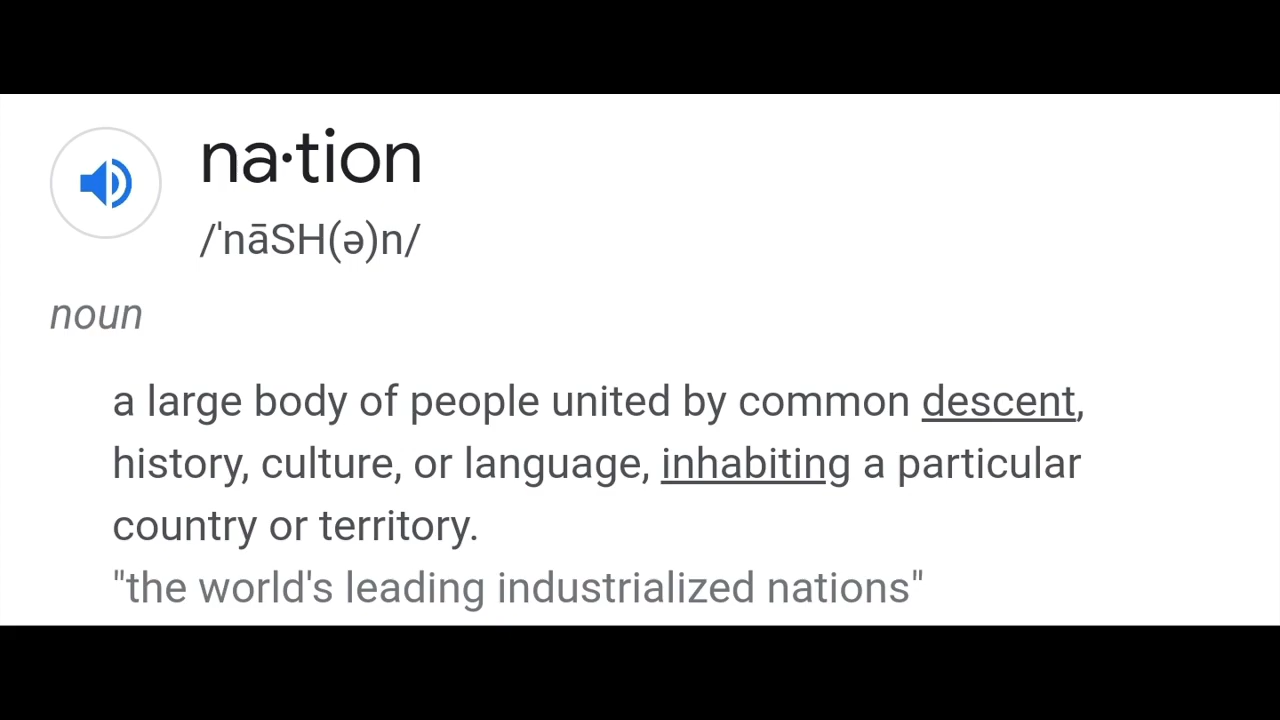 na·tion
/ˈnāSH(ə)n/
noun
a large body of people united by common descent,
history, culture, or language, inhabiting a particular
country or territory.
"the world's leading industrialized nations"